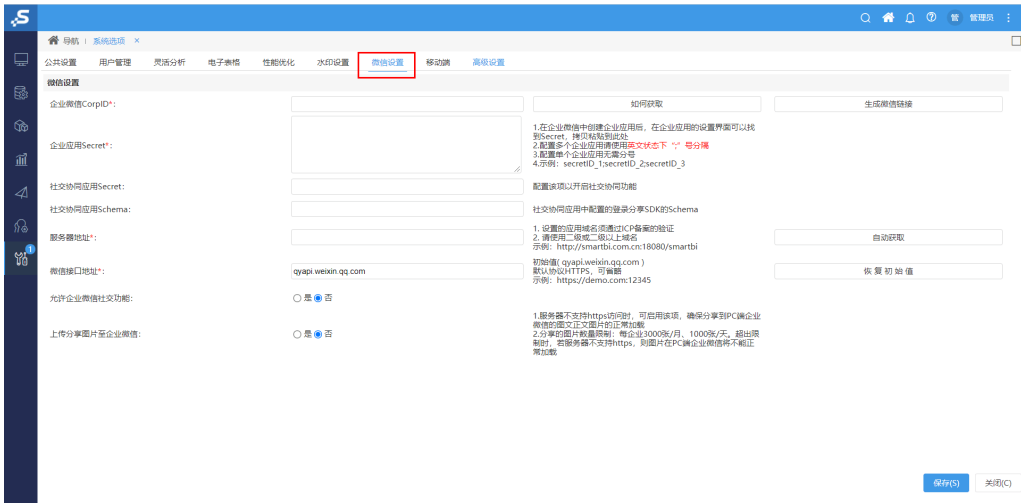 管 管理员
导航 系统选项 ×
公共设置 用户管理 灵活分析 电子表格 性能优化 水印设置 微信设置 移动端 高级设置
微信设置
企业微信CorpID*: 如何获取 生成微信链接
企业应用Secret*:
1.在企业微信中创建企业应用后，在企业应用的设置界面可以找
到Secret，拷贝粘贴到此处
2.配置多个企业应用请使用英文状态下“;”号分隔
3.配置单个企业应用无需分号
4.示例：secretID_1;secretID_2;secretID_3
社交协同应用Secret: 配置该项以开启社交协同功能
社交协同应用Schema: 社交协同应用中配置的登录分享SDK的Schema
服务器地址*:
1. 设置的应用域名须通过ICP备案的验证
2. 请使用二级或二级以上域名
示例：http://smartbi.com.cn:18080/smartbi
自动获取
微信接口地址*: qyapi.weixin.qq.com
初始值( qyapi.weixin.qq.com )
默认协议HTTPS，可省略
示例：https://demo.com:12345
恢复初始值
允许企业微信社交功能: 是 否
上传分享图片至企业微信: 是 否
1.服务器不支持https访问时，可启用该项，确保分享到PC端企业
微信的图文正文图片的正常加载
2.分享的图片数量限制：每企业3000张/月，1000张/天。超出限
制时，若服务器不支持https，则图片在PC端企业微信将不能正
常加载
1
保存(S) 关闭(C)